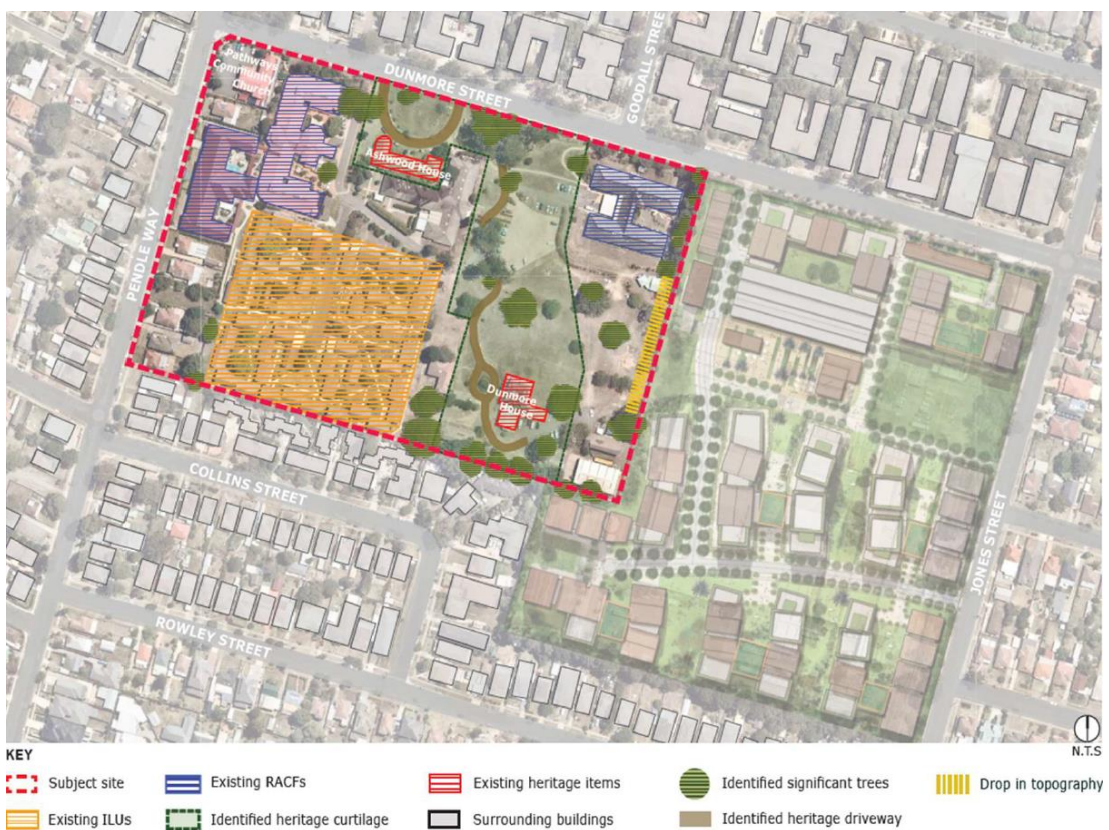 Pathways
Community
Church
DUNMORE STREET
GOODALL STREET
Ashwood House
PENDLE WAY
Dunmore
House
COLLINS STREET
JONES STREET
ROWLEY STREET
N.T.S
KEY
Subject site
Existing RACFs
Existing heritage items
Identified significant trees
Drop in topography
Existing ILUs
Identified heritage curtilage
Surrounding buildings
Identified heritage driveway